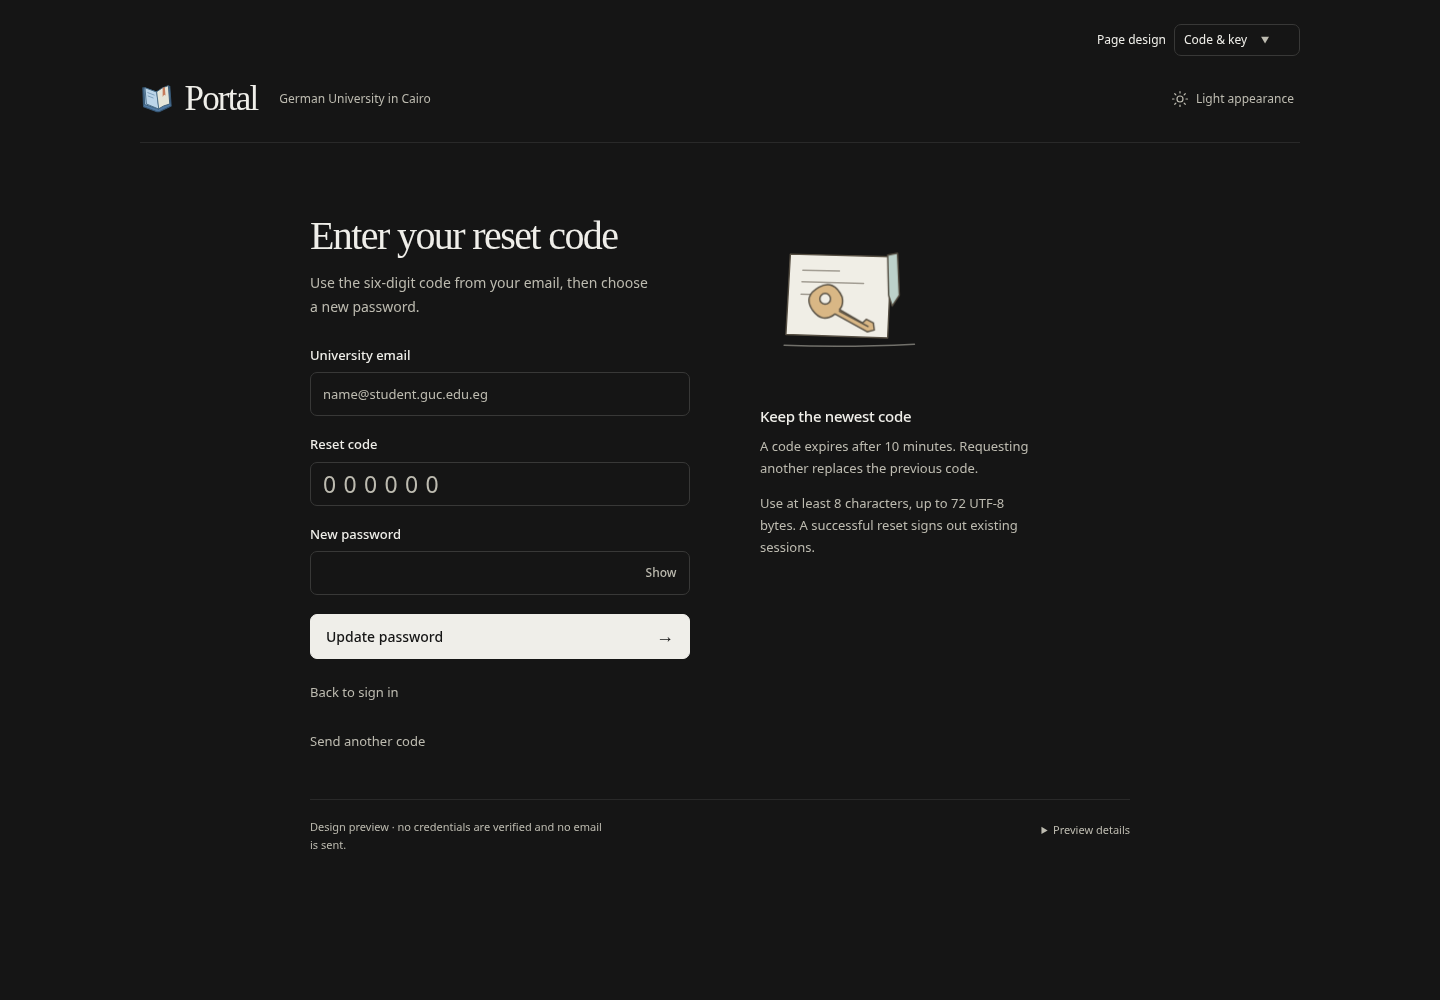 Page design
Code & key
Portal
German University in Cairo
Light appearance
Enter your reset code
Use the six-digit code from your email, then choose
a new password.
University email
name@student.guc.edu.eg
Reset code
000000
New password
Show
Update password →
Back to sign in
Send another code
Keep the newest code
A code expires after 10 minutes. Requesting
another replaces the previous code.
Use at least 8 characters, up to 72 UTF-8
bytes. A successful reset signs out existing
sessions.
Design preview · no credentials are verified and no email
is sent.
Preview details